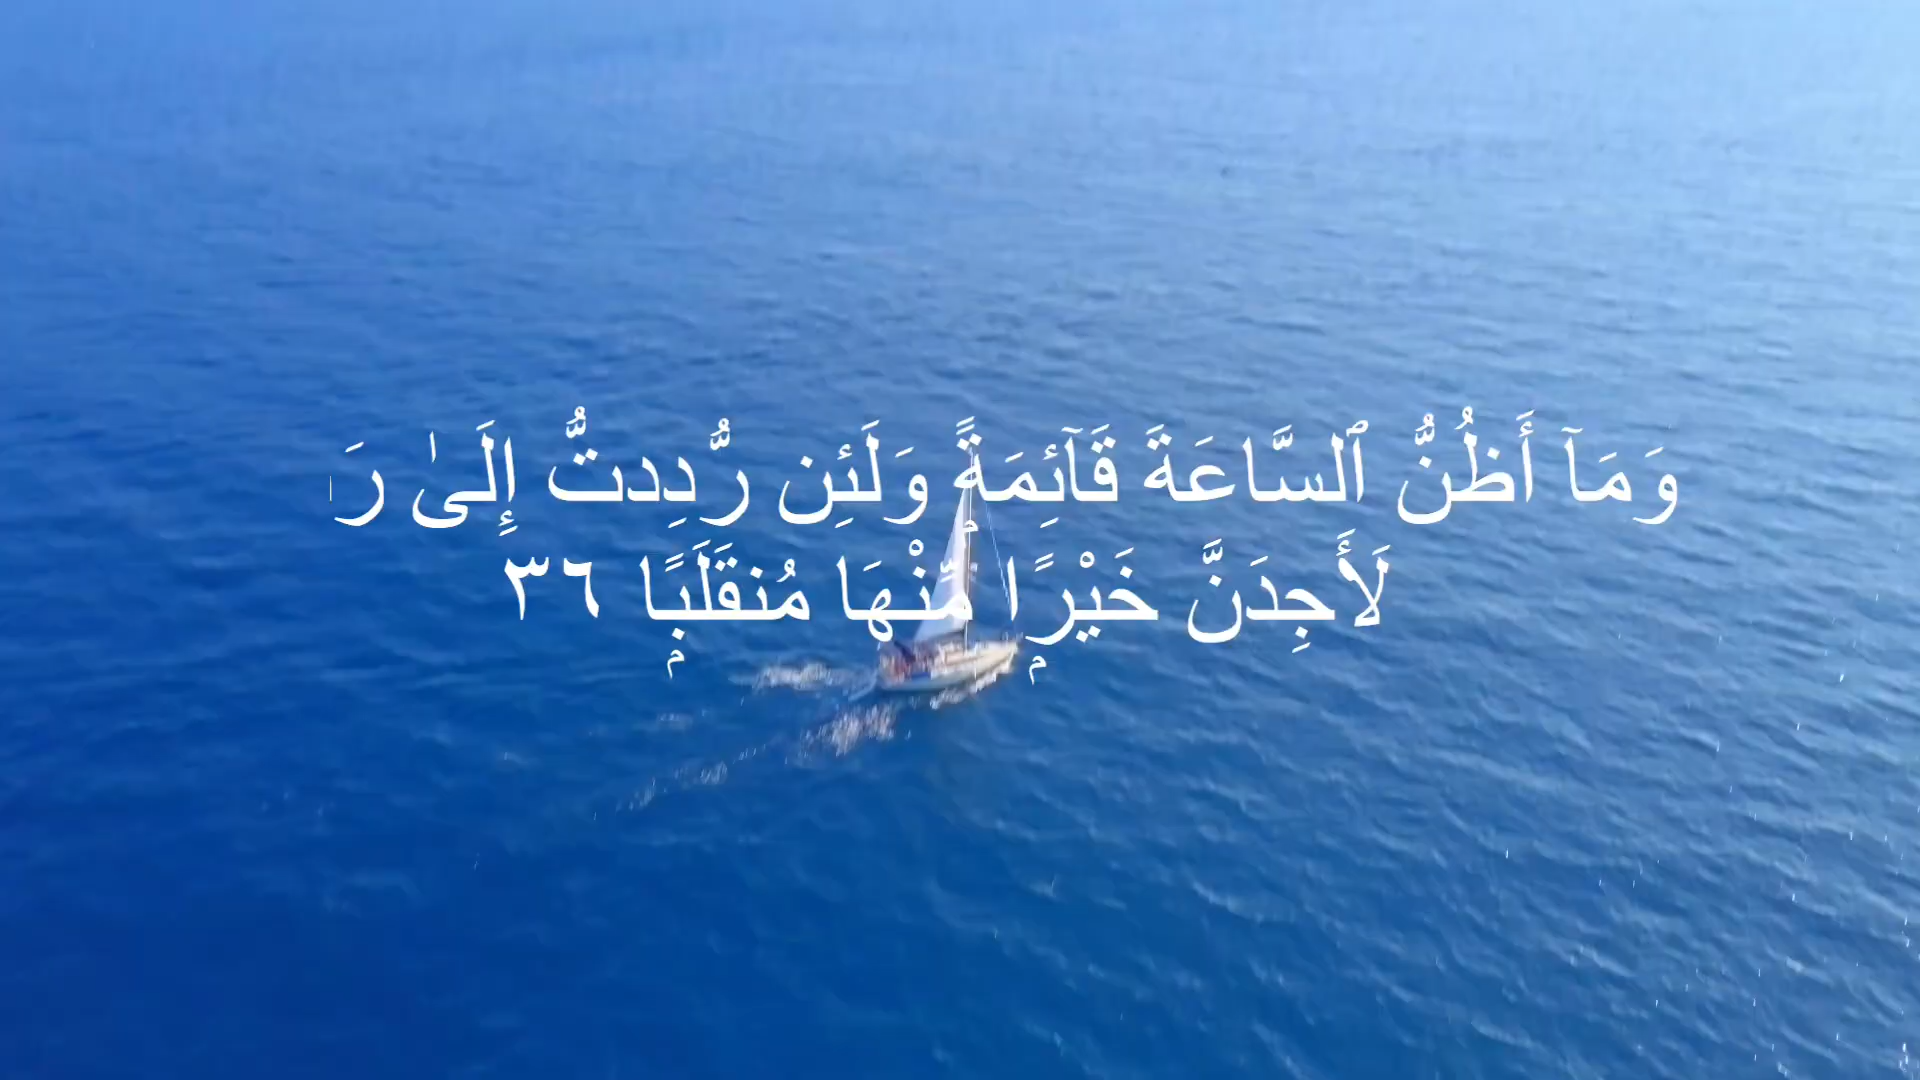 وَمَآ أَظُنُّ ٱلسَّاعَةَ قَآئِمَةًۭ وَلَئِن رُّدِدتُّ إِلَىٰ رَ
لَأَجِدَنَّ خَيْرًۭا مِّنْهَا مُنقَلَبًۭا ٣٦